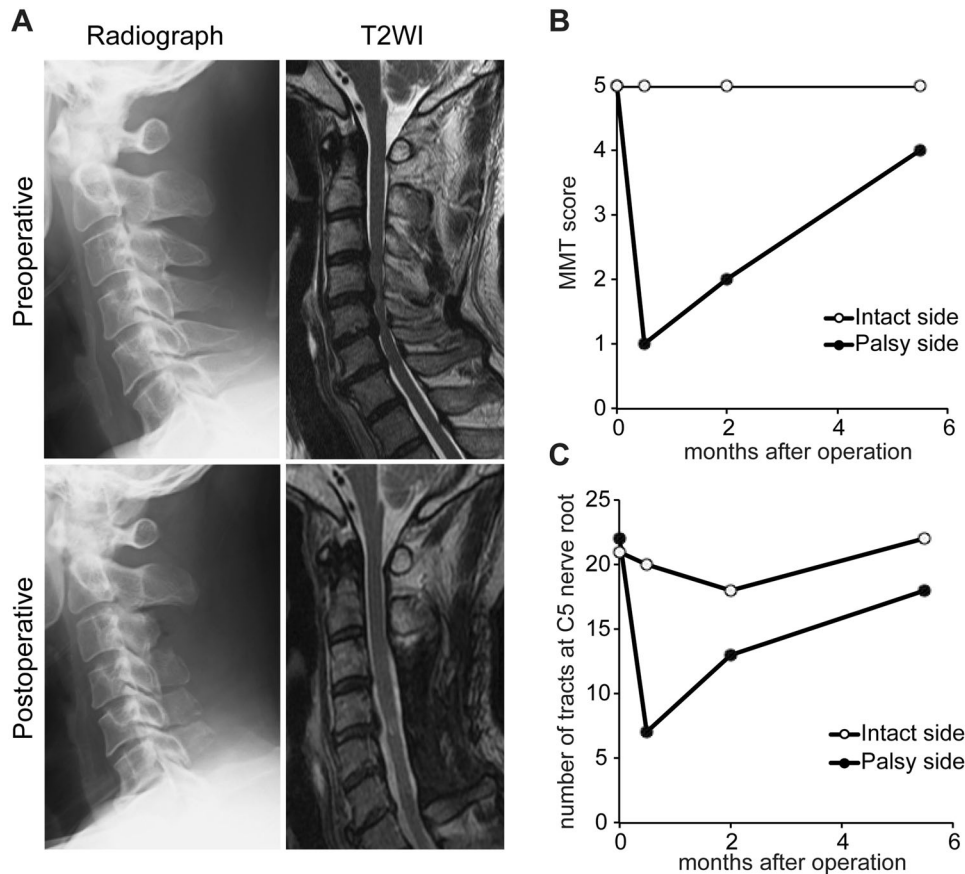 A
Radiograph
T2WI
Preoperative
Postoperative
B
MMT score
5
4
3
2
1
0
0
2
4
6
months after operation
Intact side
Palsy side
C
number of tracts at C5 nerve root
25
20
15
10
5
0
0
2
4
6
months after operation
Intact side
Palsy side